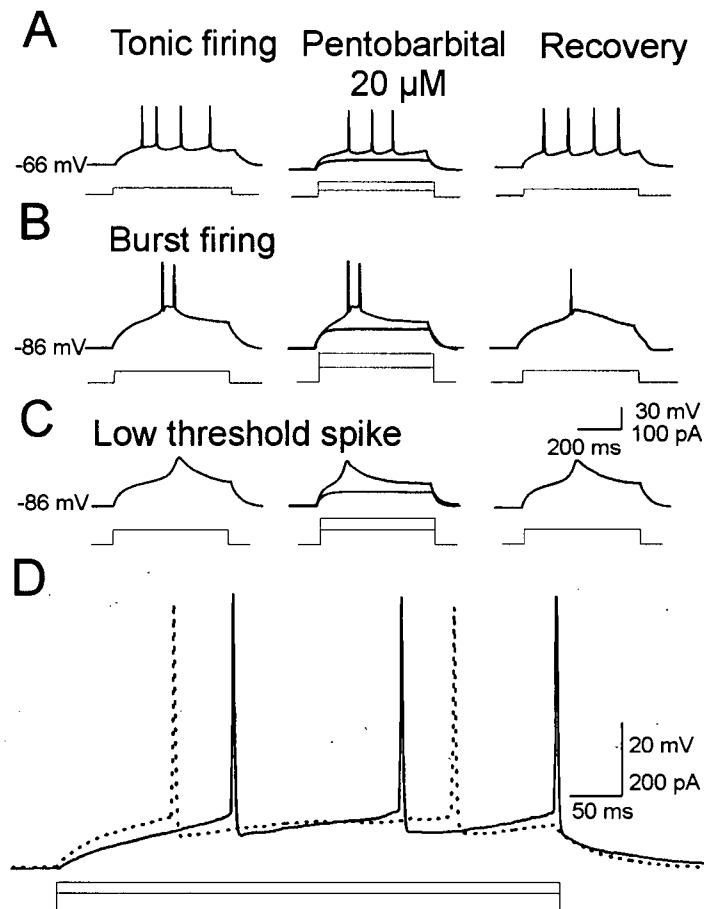 A
Tonic firing
Pentobarbital
20 µM
Recovery
-66 mV
B
Burst firing
-86 mV
C
Low threshold spike
30 mV
100 pA
200 ms
-86 mV
D
20 mV
200 pA
50 ms